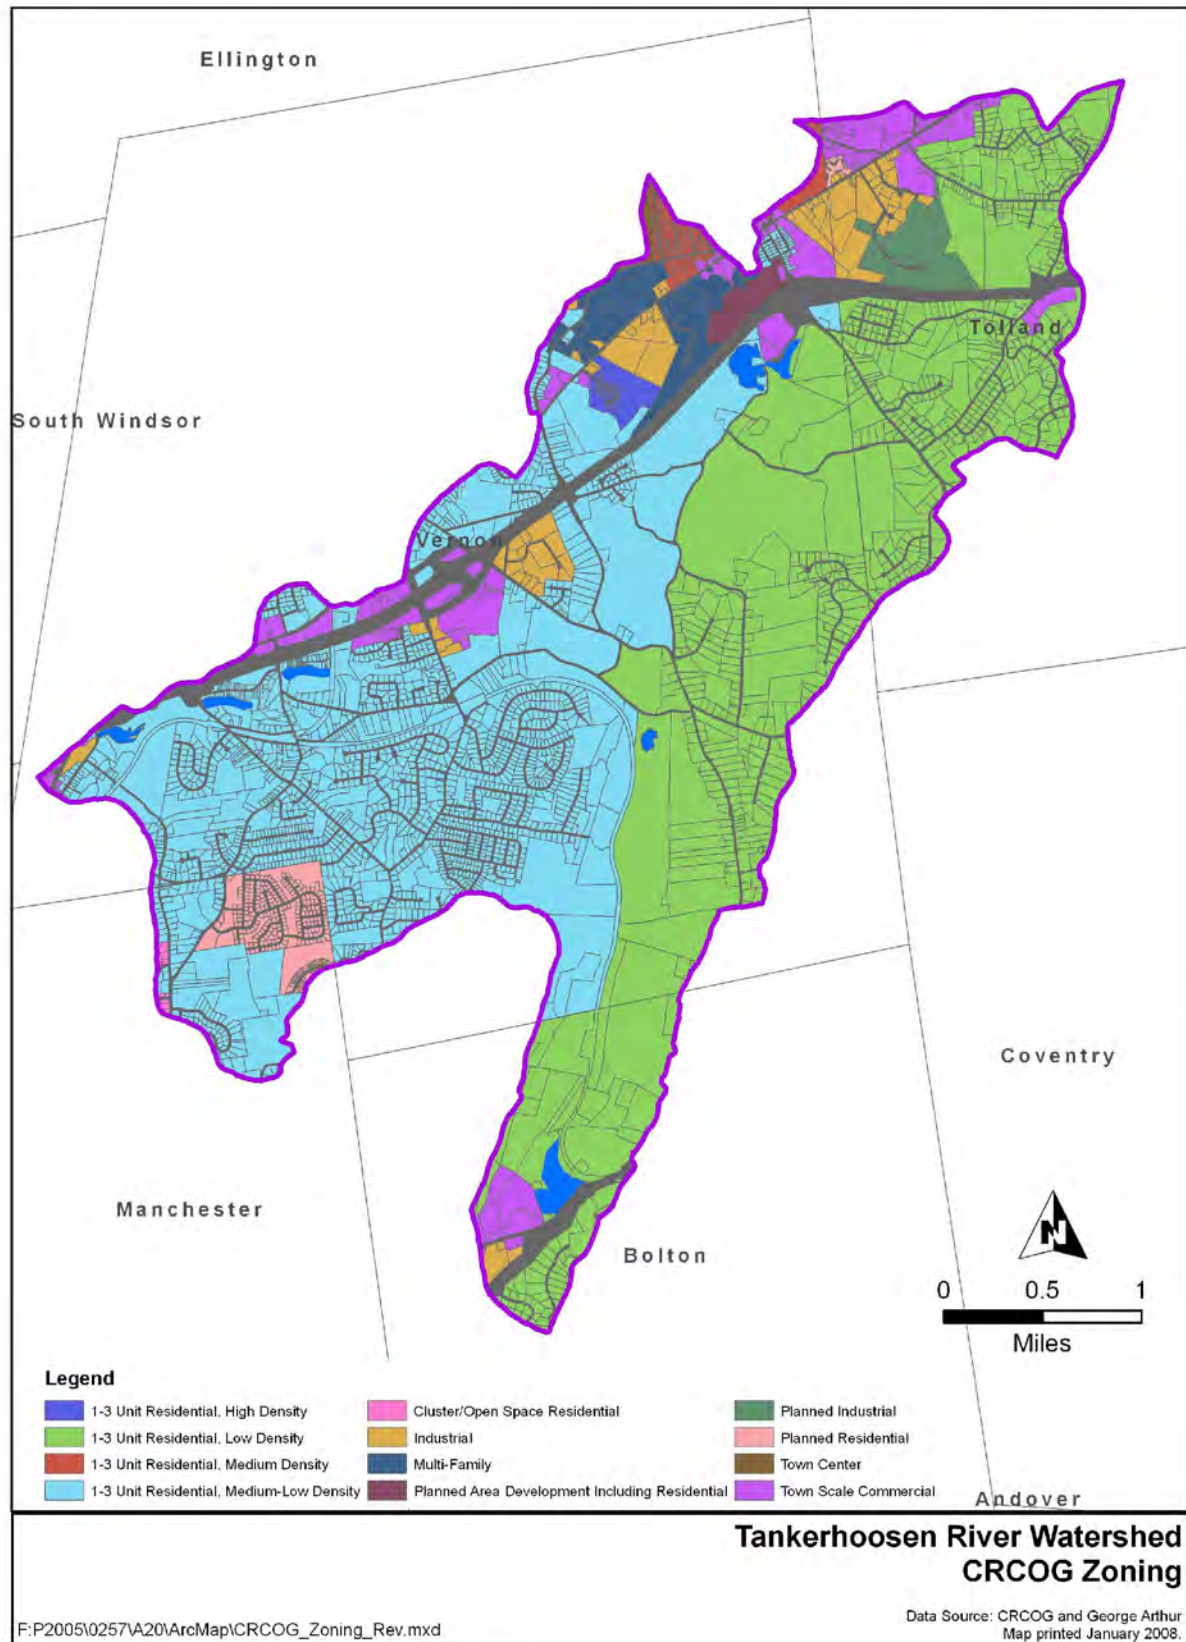 Ellington
Tolland
South Windsor
Vernon
Coventry
Manchester
Bolton
N
0 0.5 1
Miles
Legend
1-3 Unit Residential, High Density
1-3 Unit Residential, Low Density
1-3 Unit Residential, Medium Density
1-3 Unit Residential, Medium-Low Density
Cluster/Open Space Residential
Industrial
Multi-Family
Planned Area Development Including Residential
Planned Industrial
Planned Residential
Town Center
Town Scale Commercial
Andover
Tankerhoosen River Watershed
CRCOG Zoning
F:P2005\0257\A20\ArcMap\CRCOG_Zoning_Rev.mxd
Data Source: CRCOG and George Arthur
Map printed January 2008.